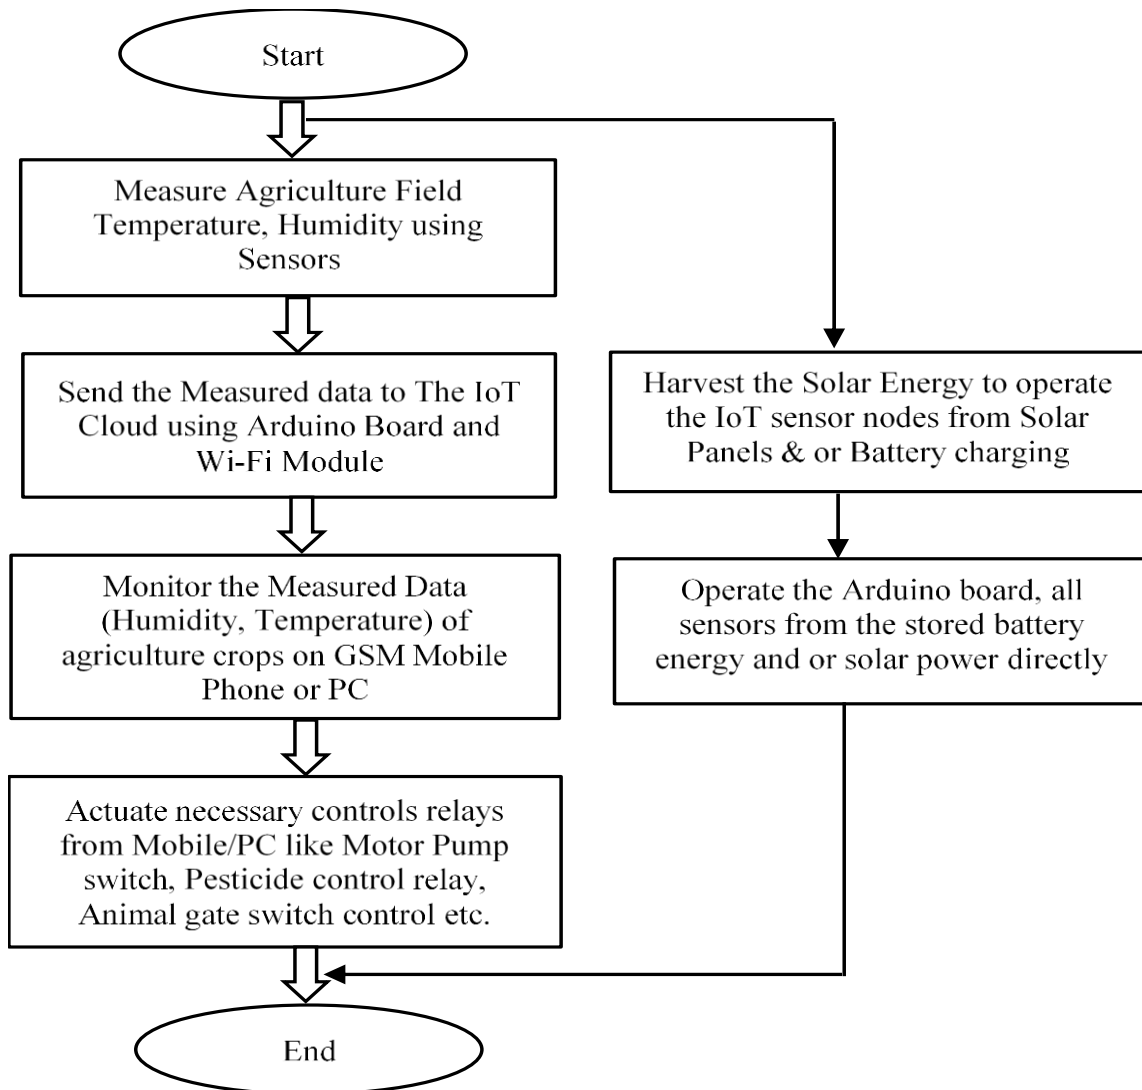 Start
Measure Agriculture Field
Temperature, Humidity using
Sensors
Send the Measured data to The IoT
Cloud using Arduino Board and
Wi-Fi Module
Monitor the Measured Data
(Humidity, Temperature) of
agriculture crops on GSM Mobile
Phone or PC
Actuate necessary controls relays
from Mobile/PC like Motor Pump
switch, Pesticide control relay,
Animal gate switch control etc.
Harvest the Solar Energy to operate
the IoT sensor nodes from Solar
Panels & or Battery charging
Operate the Arduino board, all
sensors from the stored battery
energy and or solar power directly
End